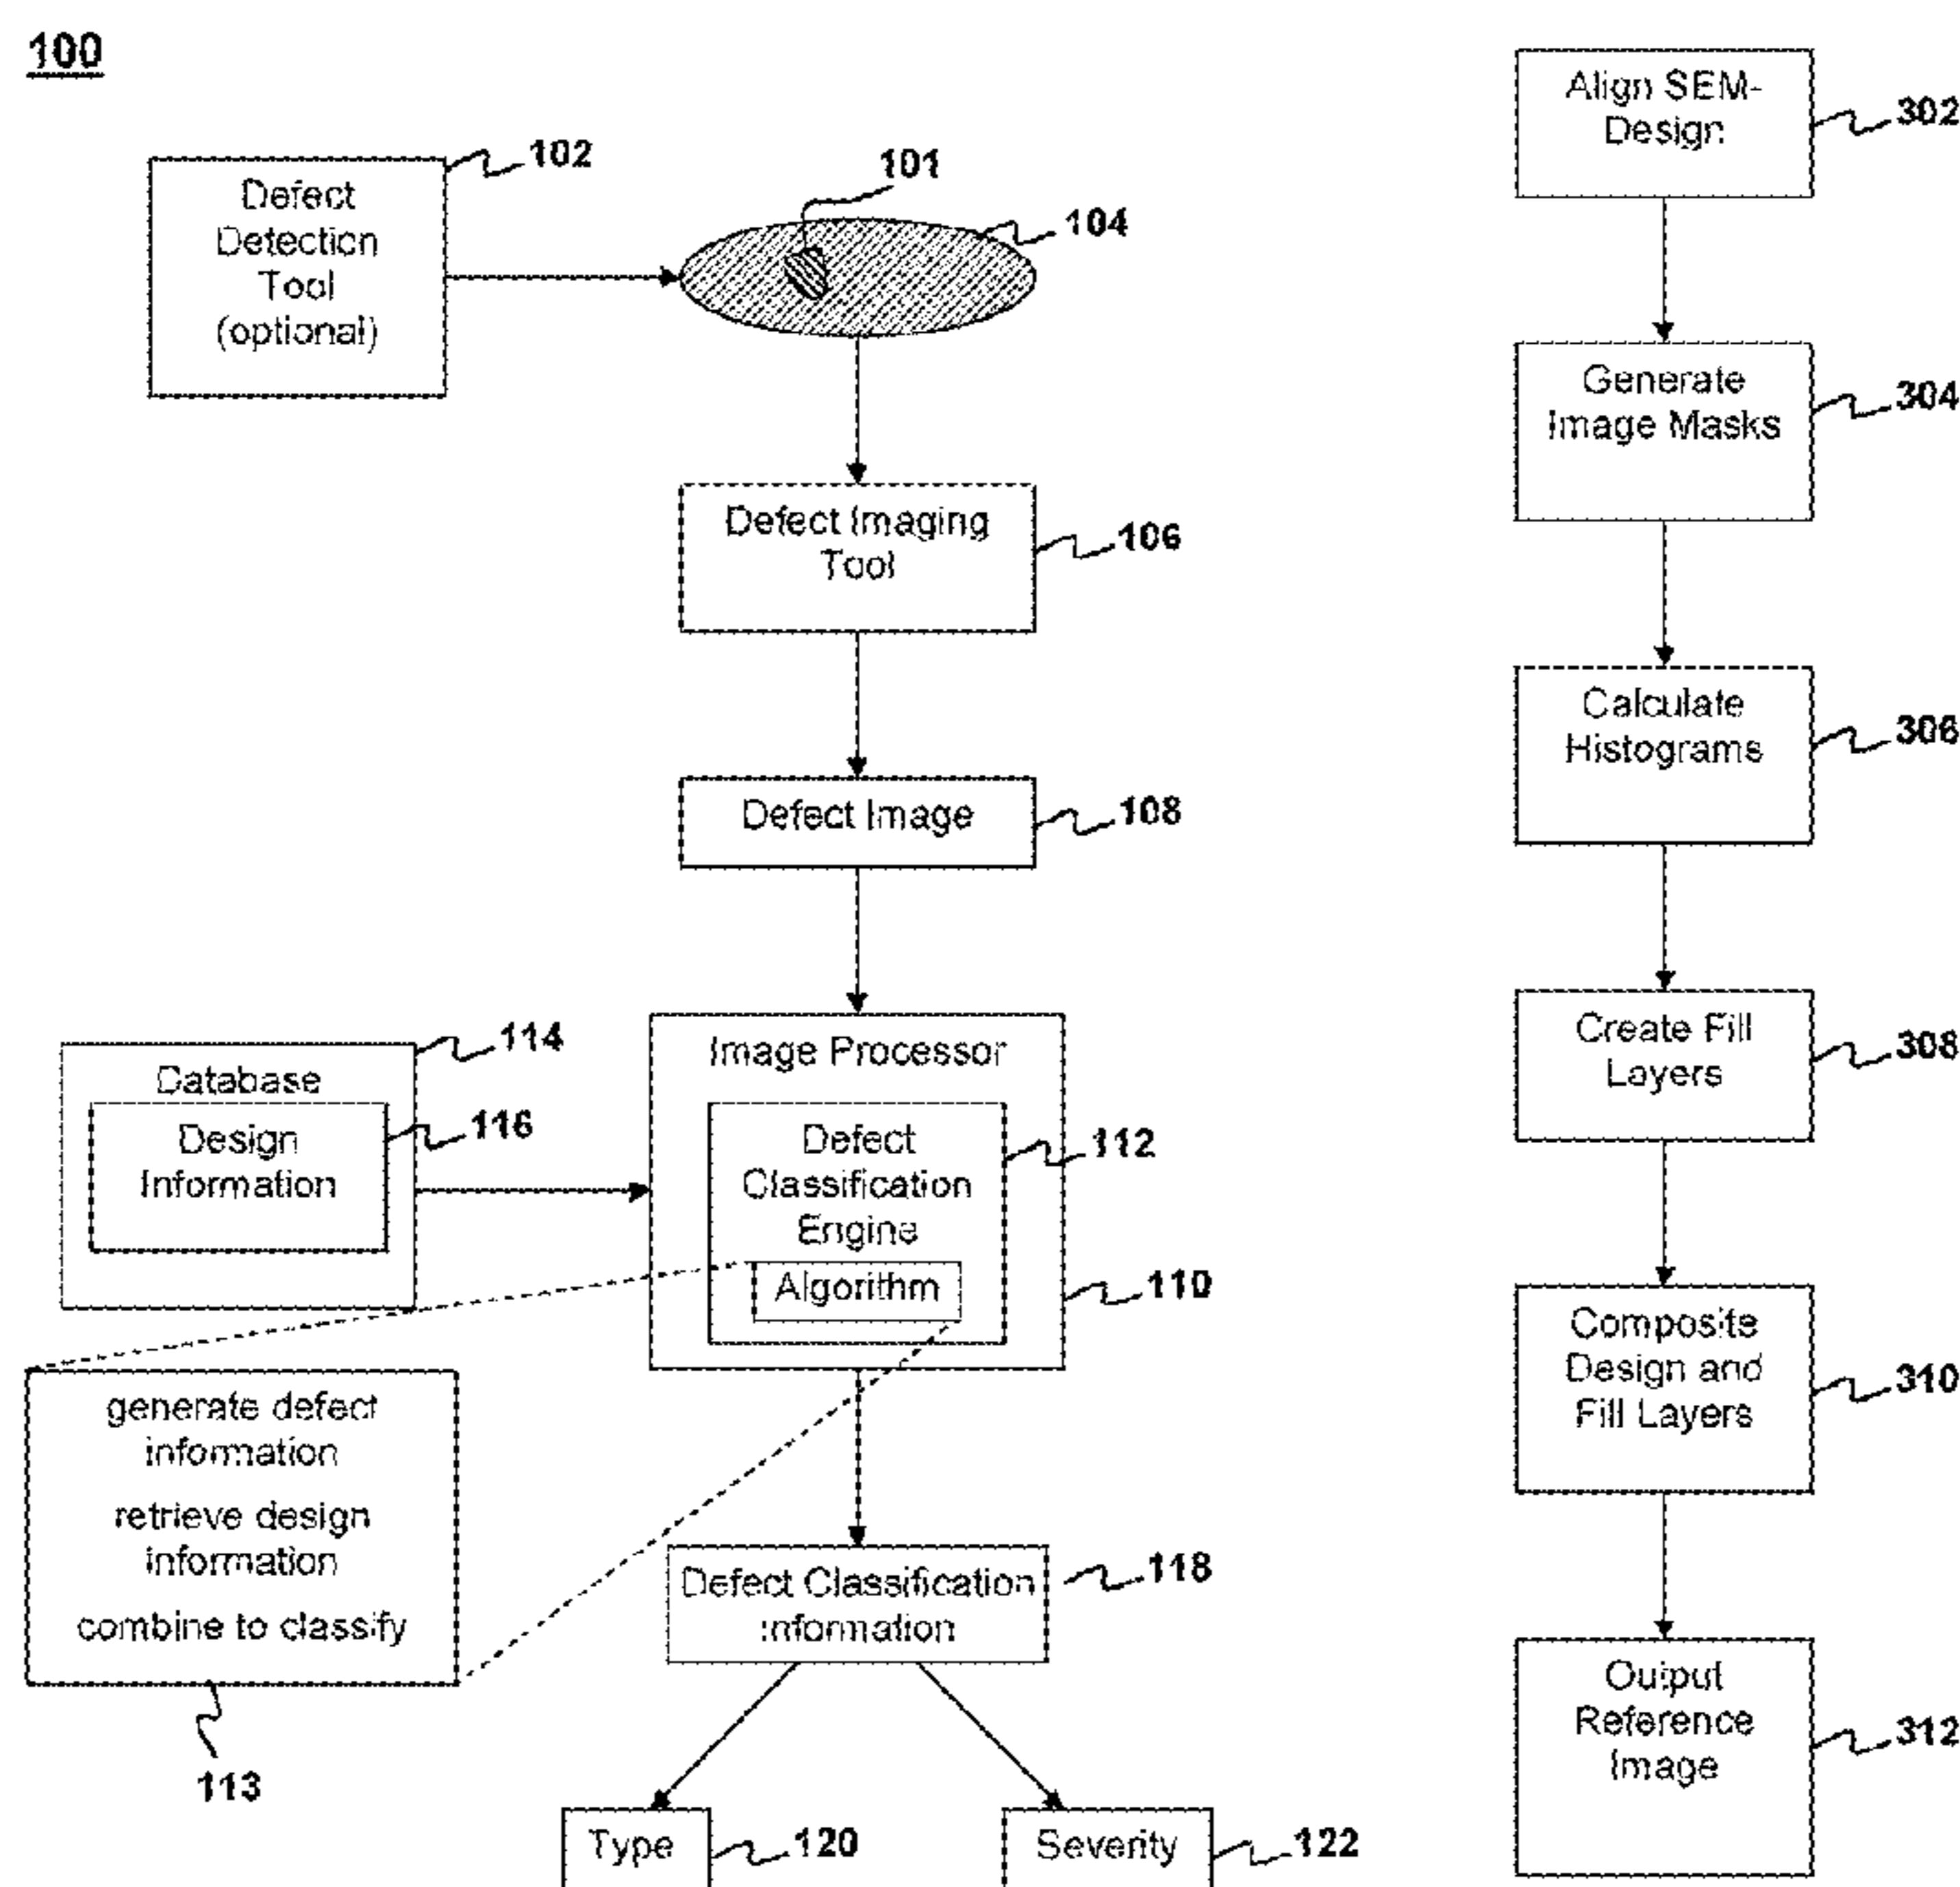 100
Defect
Detection
Tool
(optional)
102
101
104
Defect Imaging
Tool
106
Defect Image
108
Database
114
Design
Information
116
Image Processor
Defect
Classification
Engine
112
Algorithm
110
generate defect
information
retrieve design
information
combine to classify
113
Defect Classification
Information
118
Type
120
Severity
122
Align SEM-
Design
302
Generate
Image Masks
304
Calculate
Histograms
306
Create Fill
Layers
308
Composite
Design and
Fill Layers
310
Output
Reference
Image
312